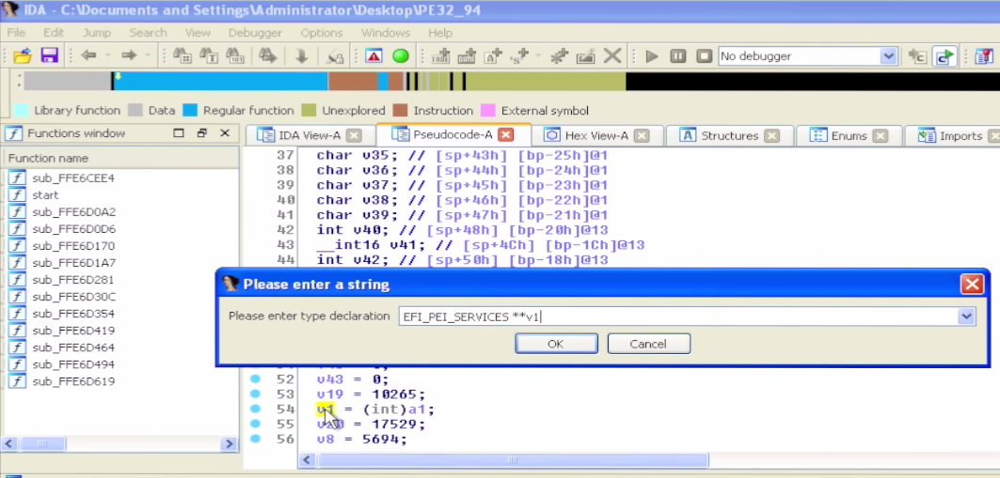 IDA - C:\Documents and Settings\Administrator\Desktop\PE32_94
File Edit Jump Search View Debugger Options Windows Help
No debugger
Library function Data Regular function Unexplored Instruction External symbol
Functions window
IDA View-A Pseudocode-A Hex View-A Structures Enums Imports
Function name
sub_FFE6CEE4
start
sub_FFE6D0A2
sub_FFE6D0D6
sub_FFE6D170
sub_FFE6D1A7
sub_FFE6D281
sub_FFE6D30C
sub_FFE6D354
sub_FFE6D419
sub_FFE6D464
sub_FFE6D494
sub_FFE6D619
37 char v35; // [sp+43h] [bp-25h]@1
38 char v36; // [sp+44h] [bp-24h]@1
39 char v37; // [sp+45h] [bp-23h]@1
40 char v38; // [sp+46h] [bp-22h]@1
41 char v39; // [sp+47h] [bp-21h]@1
42 int v40; // [sp+48h] [bp-20h]@13
43 __int16 v41; // [sp+4Ch] [bp-1Ch]@13
44 int v42; // [sp+50h] [bp-18h]@13
Please enter a string
Please enter type declaration EFI_PEI_SERVICES **v1
OK Cancel
52 v43 = 0;
53 v19 = 10265;
54 v1 = (int)a1;
55 = 17529;
56 v8 = 5694;